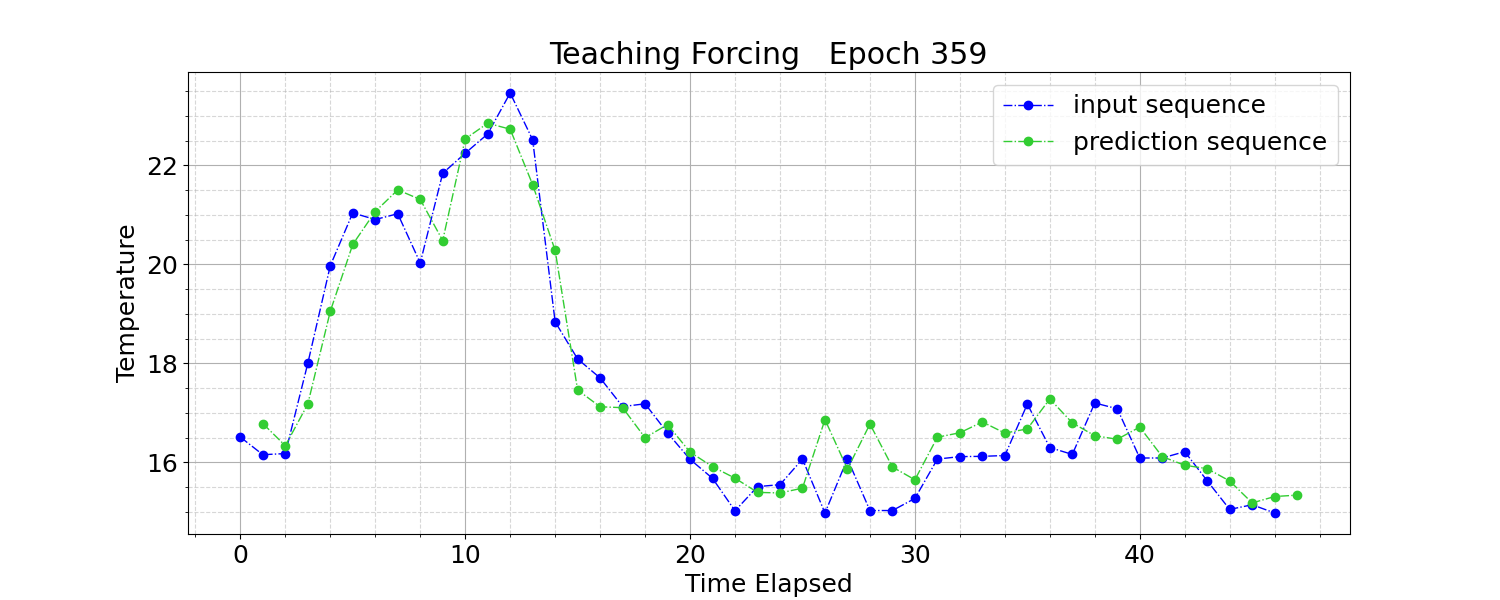 Teaching Forcing   Epoch 359
input sequence
prediction sequence
Temperature
22
20
18
16
0 10 20 30 40
Time Elapsed